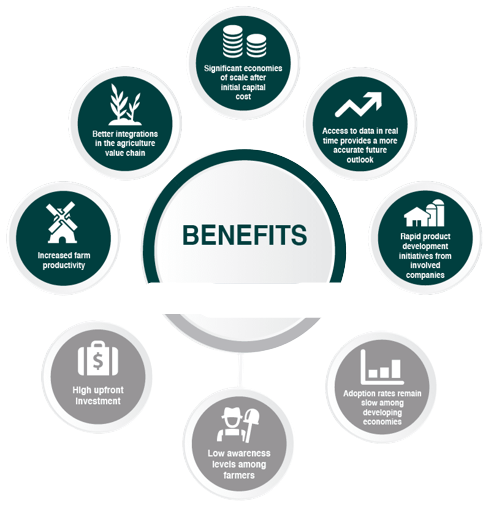 Significant economies
of scale after
initial capital
cost
Better integrations
in the agriculture
value chain
Access to data in real
time provides a more
accurate future
outlook
Increased farm
productivity
BENEFITS
Rapid product
development
initiatives from
involved
companies
High upfront
Investment
$
Low awareness
levels among
farmers
Adoption rates remain
slow among
developing
economies